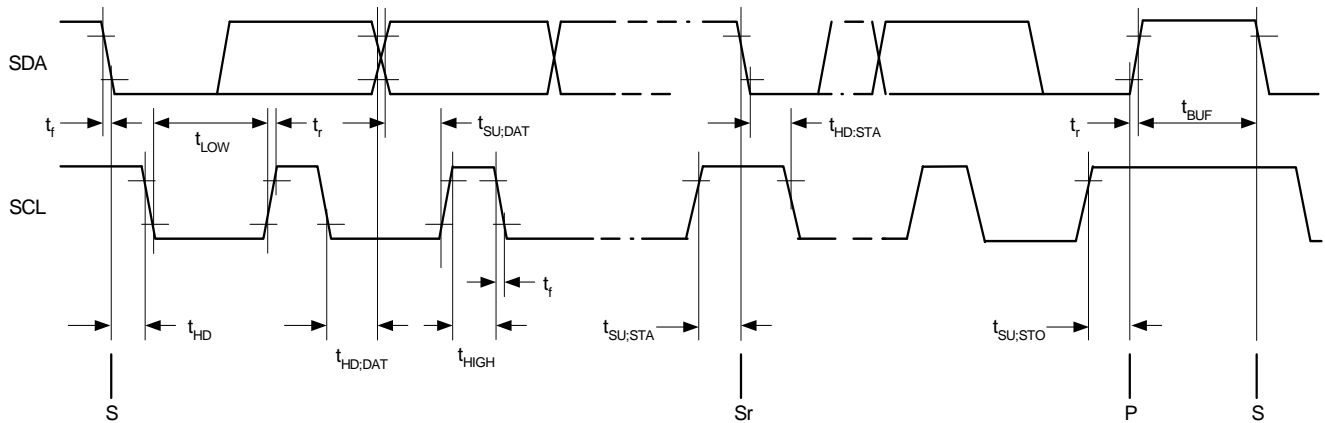 SDA
t_f
t_LOW
t_r
t_SU;DAT
t_HD:STA
t_r
t_BUF
SCL
t_f
t_HD
t_HD;DAT
t_HIGH
t_SU;STA
t_SU;STO
S
Sr
P
S